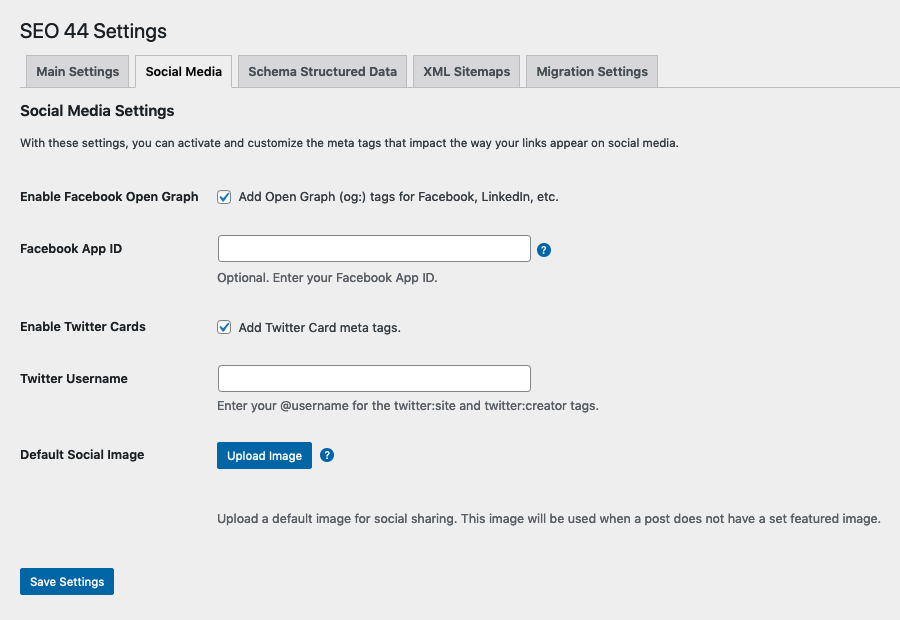 SEO 44 Settings
Main Settings Social Media Schema Structured Data XML Sitemaps Migration Settings
Social Media Settings
With these settings, you can activate and customize the meta tags that impact the way your links appear on social media.
Enable Facebook Open Graph Add Open Graph (og:) tags for Facebook, LinkedIn, etc.
Facebook App ID ?
Optional. Enter your Facebook App ID.
Enable Twitter Cards Add Twitter Card meta tags.
Twitter Username
Enter your @username for the twitter:site and twitter:creator tags.
Default Social Image Upload Image ?
Upload a default image for social sharing. This image will be used when a post does not have a set featured image.
Save Settings